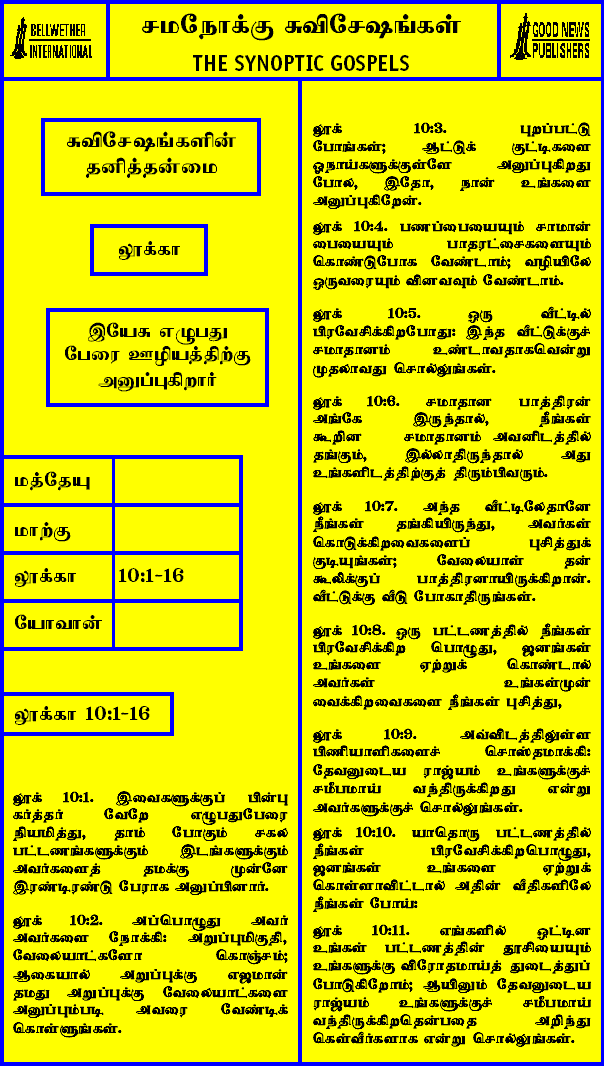 BELLWETHER
INTERNATIONAL
சமநோக்கு சுவிசேஷங்கள்
THE SYNOPTIC GOSPELS
GOOD NEWS
PUBLISHERS
சுவிசேஷங்களின்
தனித்தன்மை
லூக்கா
இயேசு எழுபது
பேரை ஊழியத்திற்கு
அனுப்புகிறார்
மத்தேயு
மாற்கு
லூக்கா 10:1-16
யோவான்
லூக்கா 10:1-16
லூக் 10:1. இவைகளுக்குப் பின்பு
கர்த்தர் வேறே எழுபதுபேரை
நியமித்து, தாம் போகும் சகல
பட்டணங்களுக்கும் இடங்களுக்கும்
அவர்களைத் தமக்கு முன்னே
இரண்டிரண்டு பேராக அனுப்பினார்.
லூக் 10:2. அப்பொழுது அவர்
அவர்களை நோக்கி: அறுப்புமிகுதி,
வேலையாட்களோ கொஞ்சம்;
ஆகையால் அறுப்புக்கு எஜமான்
தமது அறுப்புக்கு வேலையாட்களை
அனுப்பும்படி அவரை வேண்டிக்
கொள்ளுங்கள்.
லூக் 10:3. புறப்பட்டு
போங்கள்; ஆட்டுக் குட்டிகளை
ஓநாய்களுக்குள்ளே அனுப்புகிறது
போல, இதோ, நான் உங்களை
அனுப்புகிறேன்.
லூக் 10:4. பணப்பையையும் சாமான்
பையையும் பாதரட்சைகளையும்
கொண்டுபோக வேண்டாம்; வழியிலே
ஒருவரையும் வினவவும் வேண்டாம்.
லூக் 10:5. ஒரு வீட்டில்
பிரவேசிக்கிறபோது: இந்த வீட்டுக்குச்
சமாதானம் உண்டாவதாகவென்று
முதலாவது சொல்லுங்கள்.
லூக் 10:6. சமாதான பாத்திரன்
அங்கே இருந்தால், நீங்கள்
கூறின சமாதானம் அவனிடத்தில்
தங்கும், இல்லாதிருந்தால் அது
உங்களிடத்திற்குத் திரும்பிவரும்.
லூக் 10:7. அந்த வீட்டிலேதானே
நீங்கள் தங்கியிருந்து, அவர்கள்
கொடுக்கிறவைகளைப் புசித்துக்
குடியுங்கள்; வேலையாள் தன்
கூலிக்குப் பாத்திரனாயிருக்கிறான்.
வீட்டுக்கு வீடு போகாதிருங்கள்.
லூக் 10:8. ஒரு பட்டணத்தில் நீங்கள்
பிரவேசிக்கிற பொழுது, ஜனங்கள்
உங்களை ஏற்றுக் கொண்டால்
அவர்கள் உங்கள்முன்
வைக்கிறவைகளை நீங்கள் புசித்து,
லூக் 10:9. அவ்விடத்திலுள்ள
பிணியாளிகளைச் சொஸ்தமாக்கி:
தேவனுடைய ராஜ்யம் உங்களுக்குச்
சமீபமாய் வந்திருக்கிறது என்று
அவர்களுக்குச் சொல்லுங்கள்.
லூக் 10:10. யாதொரு பட்டணத்தில்
நீங்கள் பிரவேசிக்கிறபொழுது,
ஜனங்கள் உங்களை ஏற்றுக்
கொள்ளாவிட்டால் அதின் வீதிகளிலே
நீங்கள் போய்:
லூக் 10:11. எங்களில் ஒட்டின
உங்கள் பட்டணத்தின் தூசியையும்
உங்களுக்கு விரோதமாய்த் துடைத்துப்
போடுகிறோம்; ஆயினும் தேவனுடைய
ராஜ்யம் உங்களுக்குச் சமீபமாய்
வந்திருக்கிறதென்பதை அறிந்து
கெள்வீர்களாக என்று சொல்லுங்கள்.